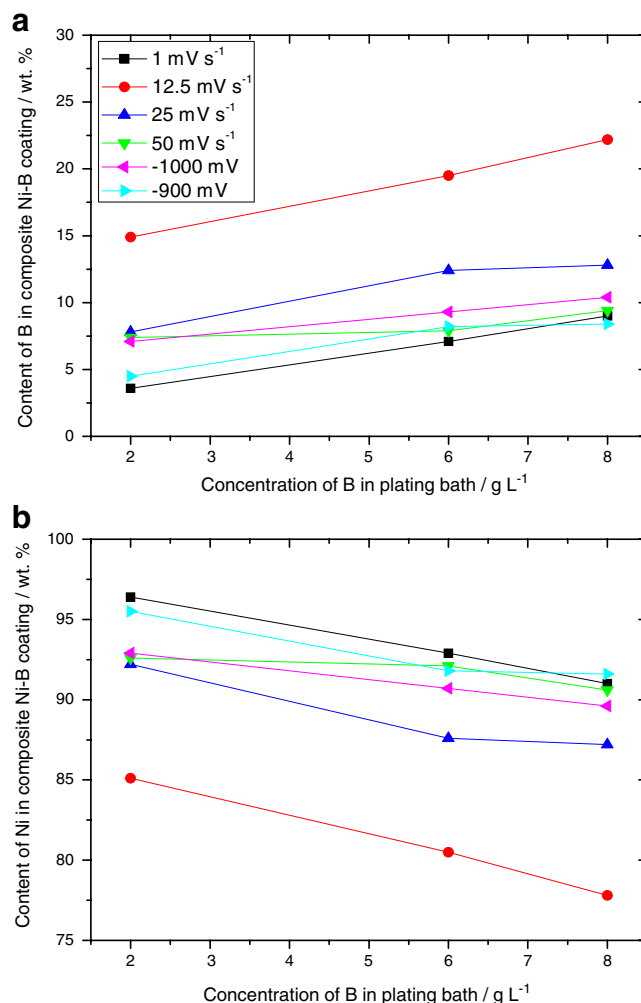 a
30
25
20
15
10
5
0
Content of B in composite Ni-B coating / wt. %
1 mV s⁻¹
12.5 mV s⁻¹
25 mV s⁻¹
50 mV s⁻¹
-1000 mV
-900 mV
2 3 4 5 6 7 8
Concentration of B in plating bath / g L⁻¹
b
100
95
90
85
80
75
Content of Ni in composite Ni-B coating / wt. %
2 3 4 5 6 7 8
Concentration of B in plating bath / g L⁻¹